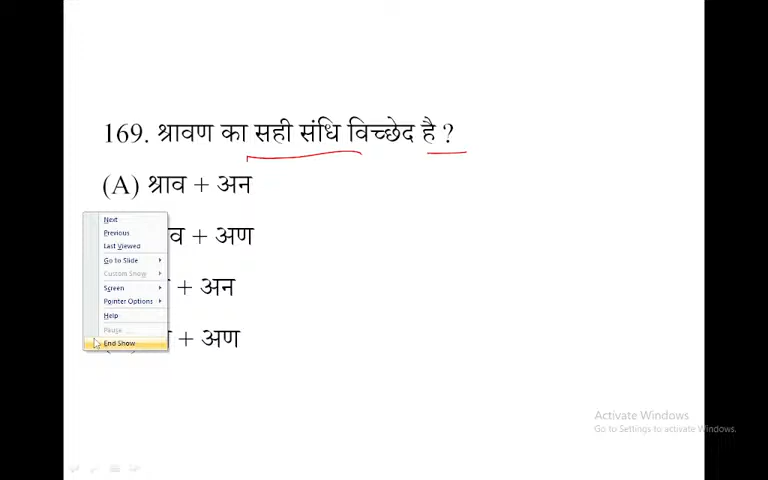 169. श्रावण का सही संधि विच्छेद है ?
(A) श्राव + अन
व + अण
+ अन
+ अण
Next
Previous
Last Viewed
Go to Slide
Custom Show
Screen
Pointer Options
Help
Pause
End Show
Activate Windows
Go to Settings to activate Windows.